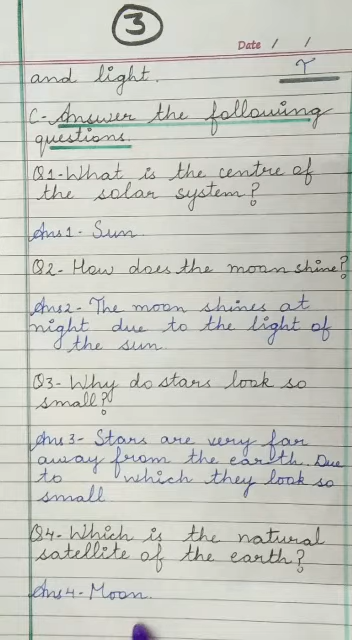 3
Date / /
and light.
C- Answer the following
questions.
Q1- What is the centre of
the solar system?
Ans1- Sun
Q2- How does the moon shine?
Ans2- The moon shines at
night due to the light of
the sun.
Q3- Why do stars look so
small?
Ans3- Stars are very far
away from the earth. Due
to which they look so
small
Q4- Which is the natural
satellite of the earth?
Ans4- Moon.